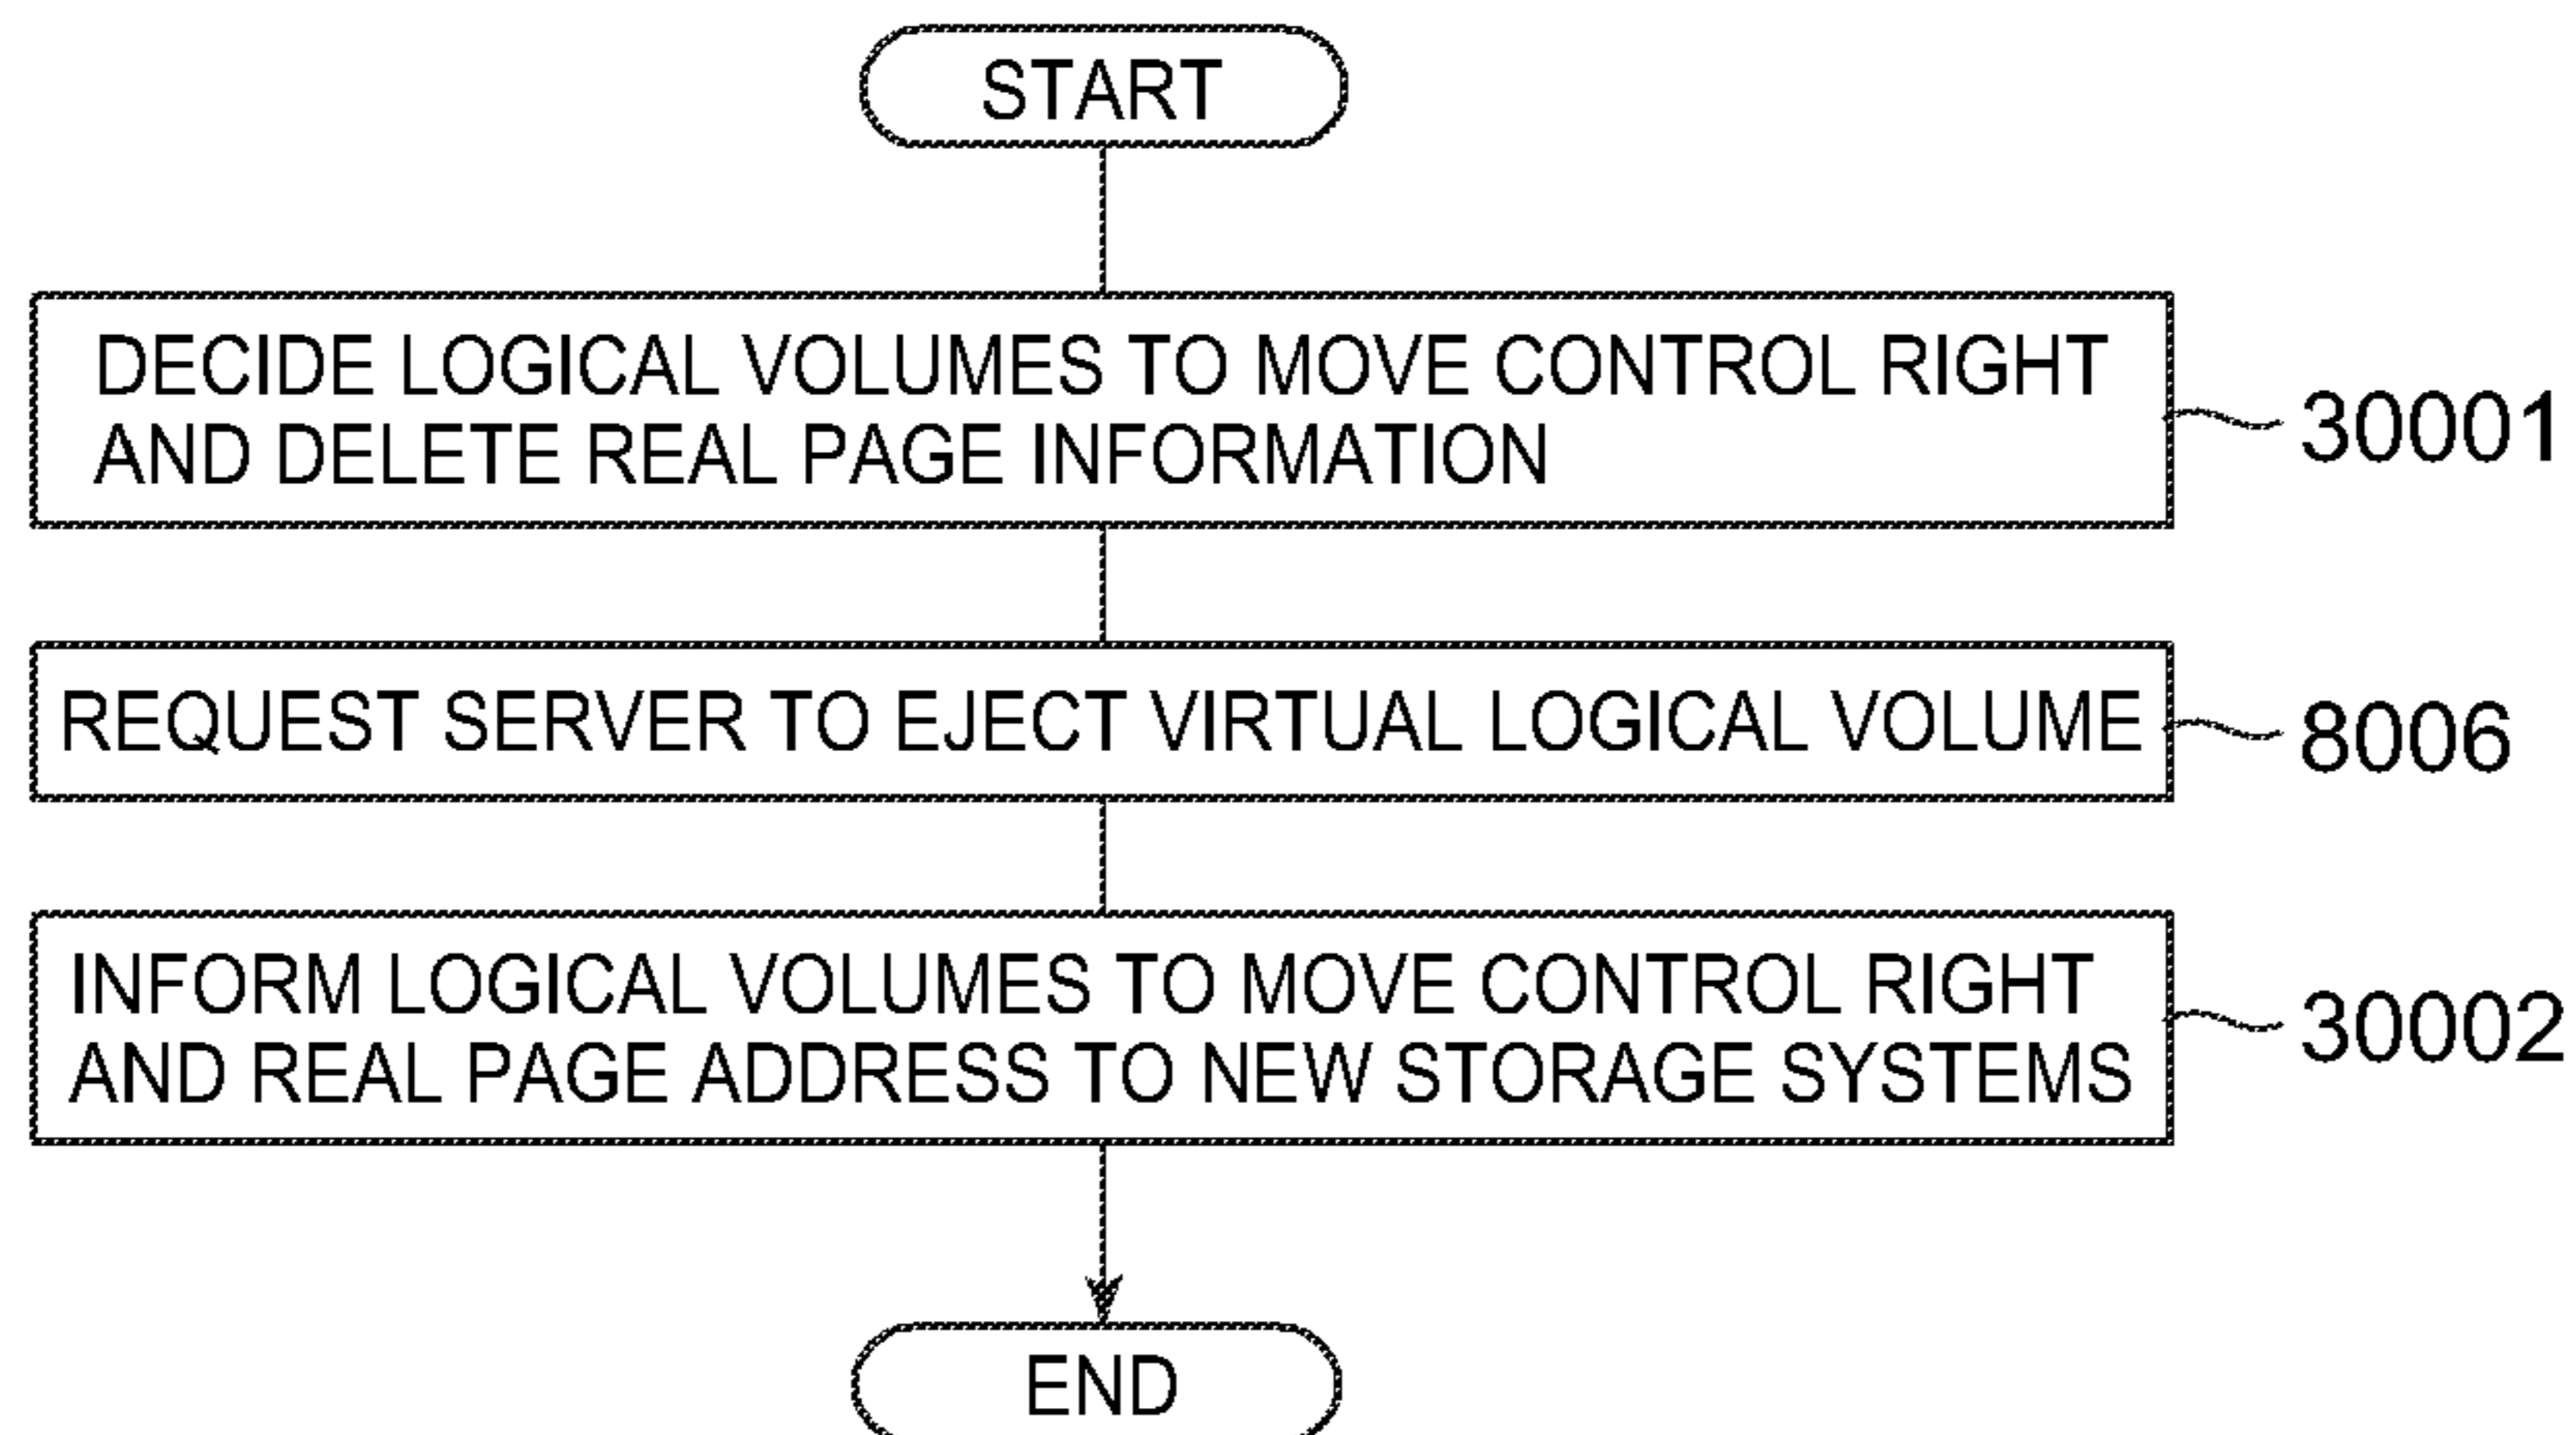 START
DECIDE LOGICAL VOLUMES TO MOVE CONTROL RIGHT
AND DELETE REAL PAGE INFORMATION
30001
REQUEST SERVER TO EJECT VIRTUAL LOGICAL VOLUME
8006
INFORM LOGICAL VOLUMES TO MOVE CONTROL RIGHT
AND REAL PAGE ADDRESS TO NEW STORAGE SYSTEMS
30002
END